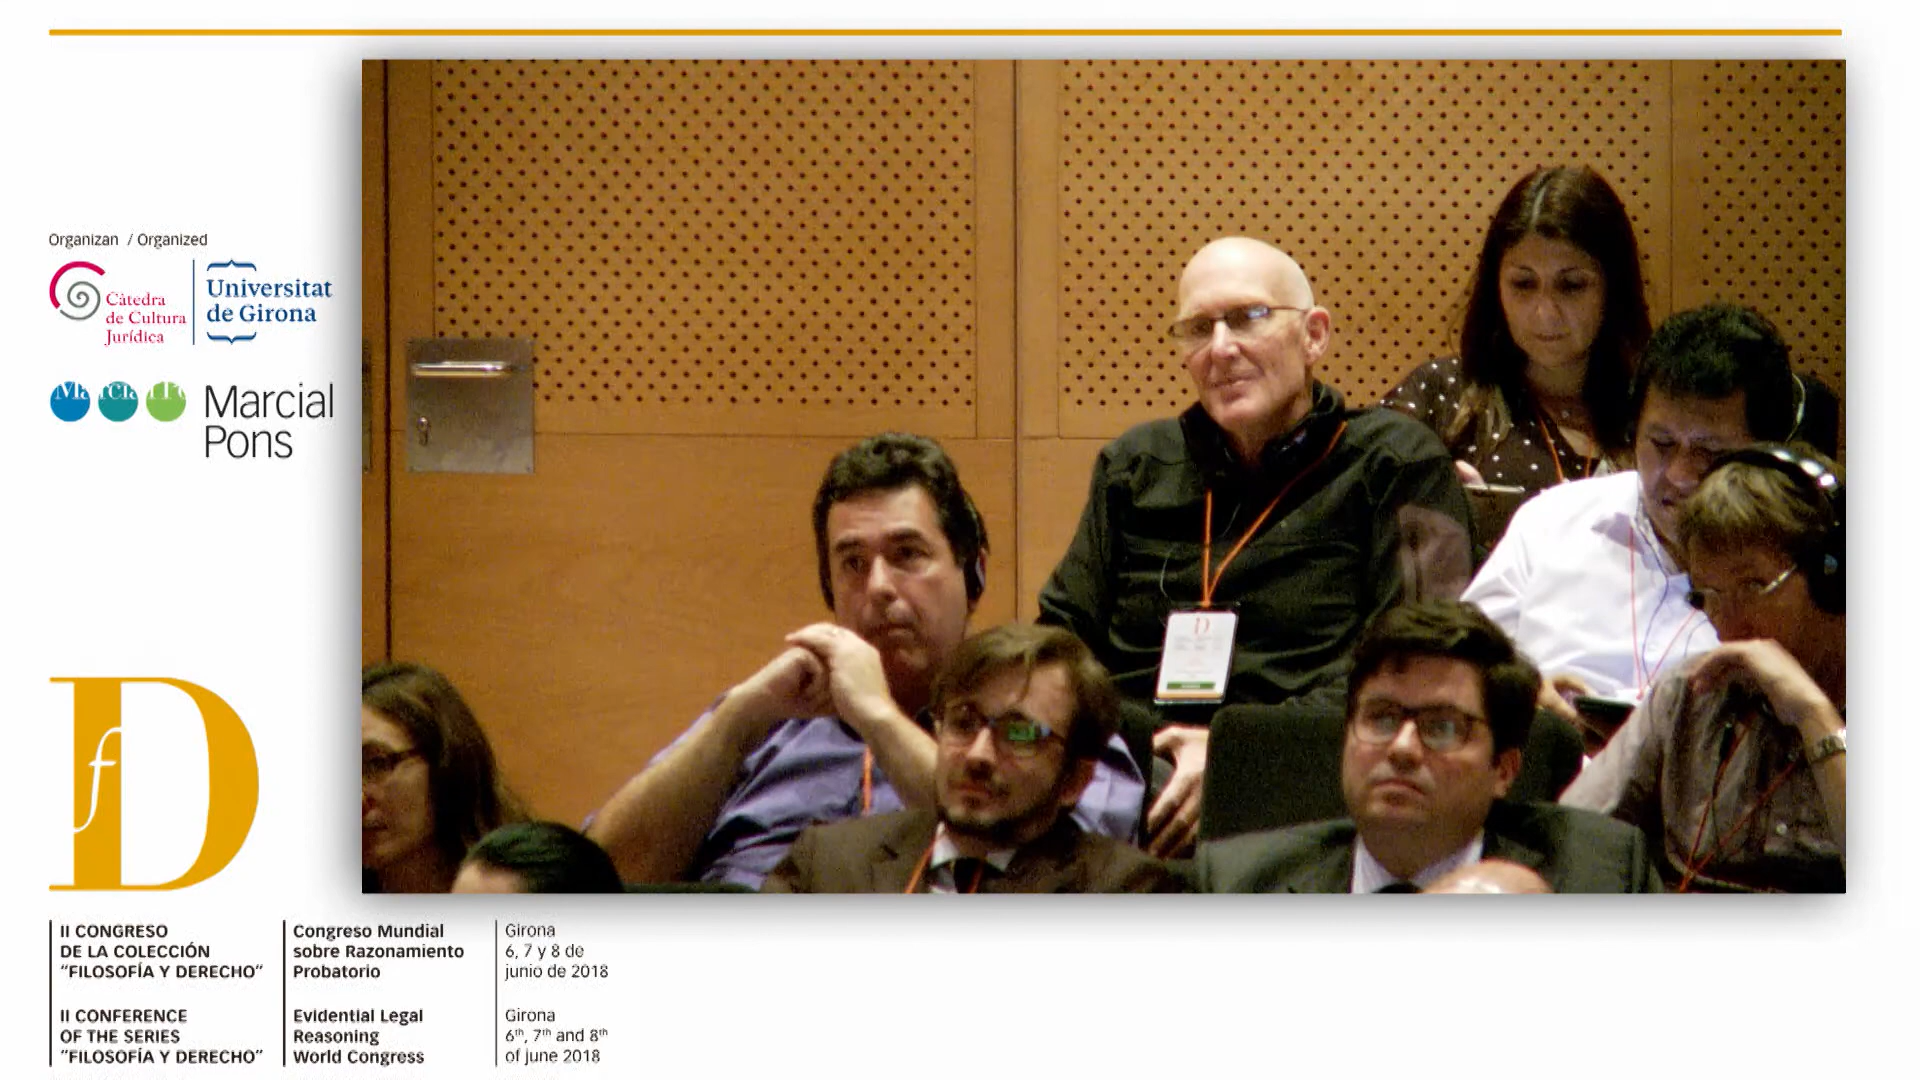 Organizan / Organized
Càtedra
de Cultura
Jurídica
Universitat
de Girona
Marcial
Pons
fD
D
II CONGRESO
DE LA COLECCIÓN
"FILOSOFÍA Y DERECHO"
II CONFERENCE
OF THE SERIES
"FILOSOFÍA Y DERECHO"
Congreso Mundial
sobre Razonamiento
Probatorio
Evidential Legal
Reasoning
World Congress
Girona
6, 7 y 8 de
junio de 2018
Girona
6th, 7th and 8th
of june 2018